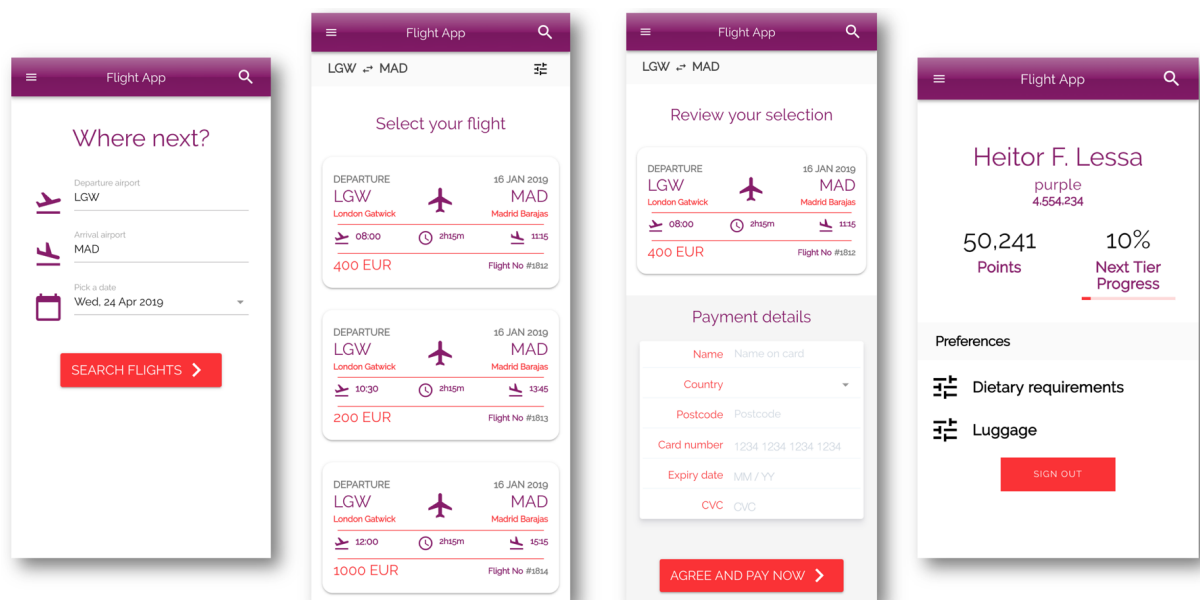 Flight App
Where next?
Departure airport
LGW
Arrival airport
MAD
Pick a date
Wed, 24 Apr 2019
SEARCH FLIGHTS
Flight App
LGW MAD
Select your flight
DEPARTURE 16 JAN 2019
LGW MAD
London Gatwick Madrid Barajas
08:00 2h15m 11:15
400 EUR Flight No #1812
DEPARTURE 16 JAN 2019
LGW MAD
London Gatwick Madrid Barajas
10:30 2h15m 13:45
200 EUR Flight No #1813
DEPARTURE 16 JAN 2019
LGW MAD
London Gatwick Madrid Barajas
12:00 2h15m 15:15
1000 EUR Flight No #1814
Flight App
LGW MAD
Review your selection
DEPARTURE 16 JAN 2019
LGW MAD
London Gatwick Madrid Barajas
08:00 2h15m 11:15
400 EUR Flight No #1812
Payment details
Name Name on card
Country
Postcode Postcode
Card number 1234 1234 1234 1234
Expiry date MM / YY
CVC CVC
AGREE AND PAY NOW
Flight App
Heitor F. Lessa
purple
4,554,234
50,241 10%
Points Next Tier
Progress
Preferences
Dietary requirements
Luggage
SIGN OUT